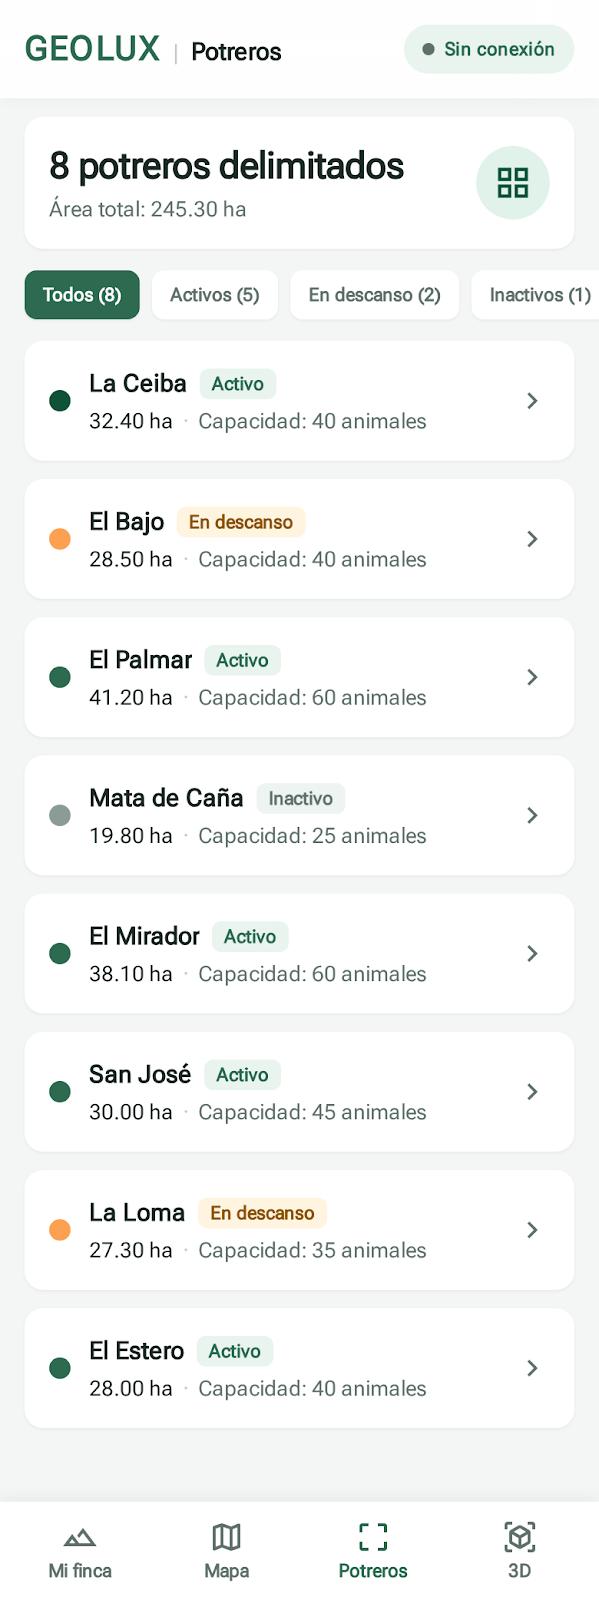 GEOLUX | Potreros
Sin conexión
8 potreros delimitados
Área total: 245.30 ha
Todos (8)
Activos (5)
En descanso (2)
Inactivos (1)
La Ceiba
Activo
32.40 ha · Capacidad: 40 animales
El Bajo
En descanso
28.50 ha · Capacidad: 40 animales
El Palmar
Activo
41.20 ha · Capacidad: 60 animales
Mata de Caña
Inactivo
19.80 ha · Capacidad: 25 animales
El Mirador
Activo
38.10 ha · Capacidad: 60 animales
San José
Activo
30.00 ha · Capacidad: 45 animales
La Loma
En descanso
27.30 ha · Capacidad: 35 animales
El Estero
Activo
28.00 ha · Capacidad: 40 animales
Mi finca
Mapa
Potreros
3D